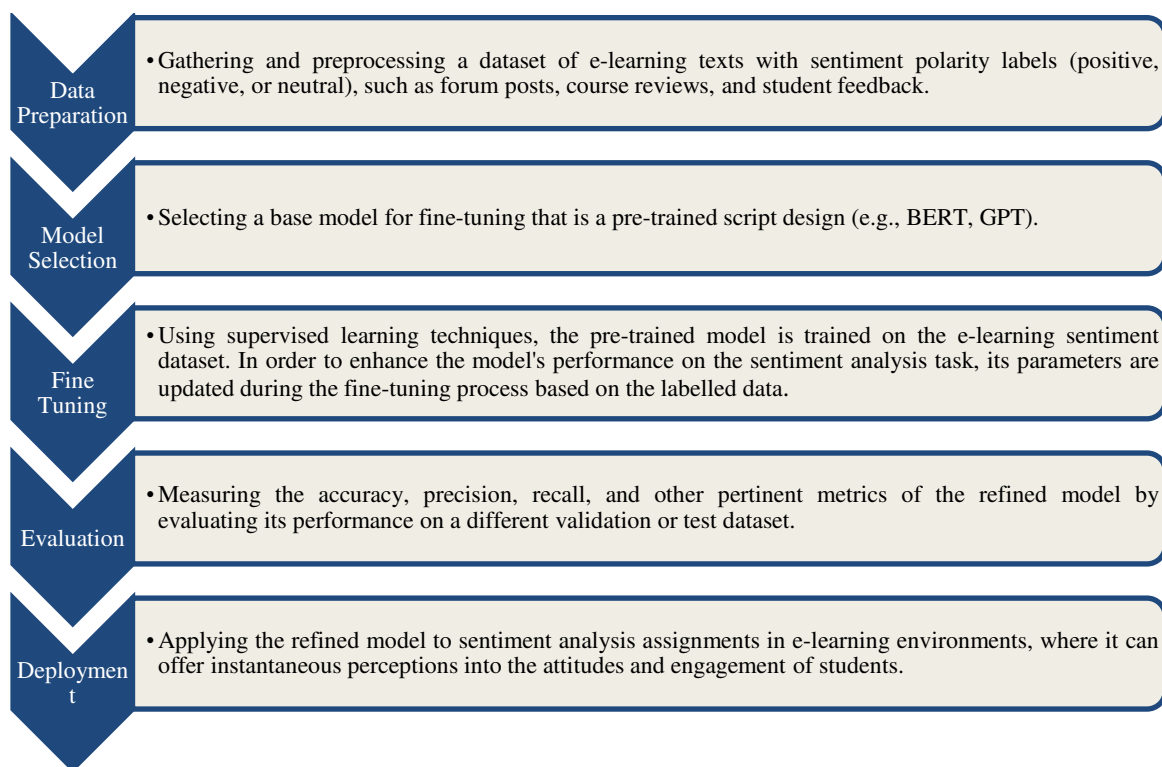 Data
Preparation
• Gathering and preprocessing a dataset of e-learning texts with sentiment polarity labels (positive,
negative, or neutral), such as forum posts, course reviews, and student feedback.
Model
Selection
• Selecting a base model for fine-tuning that is a pre-trained script design (e.g., BERT, GPT).
Fine
Tuning
• Using supervised learning techniques, the pre-trained model is trained on the e-learning sentiment
dataset. In order to enhance the model's performance on the sentiment analysis task, its parameters are
updated during the fine-tuning process based on the labelled data.
Evaluation
• Measuring the accuracy, precision, recall, and other pertinent metrics of the refined model by
evaluating its performance on a different validation or test dataset.
Deploymen
t
• Applying the refined model to sentiment analysis assignments in e-learning environments, where it can
offer instantaneous perceptions into the attitudes and engagement of students.